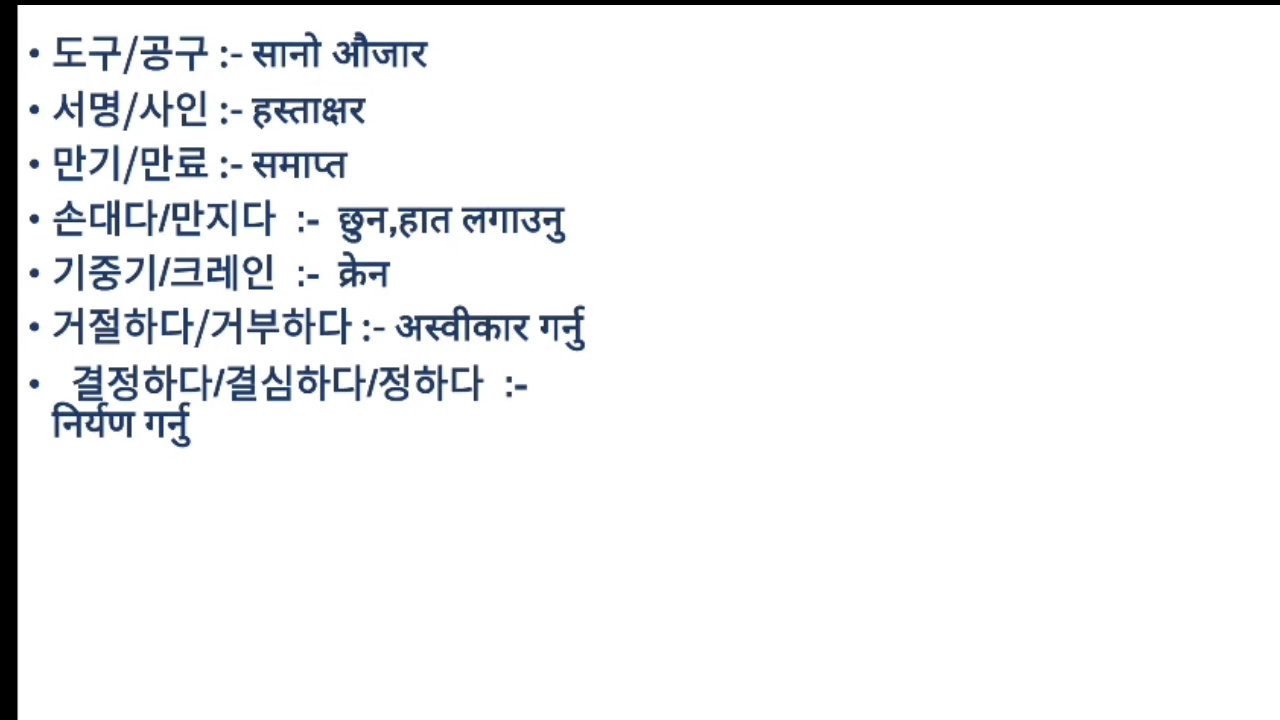 • 도구/공구 :- सानो औजार
• 서명/사인 :- हस्ताक्षर
• 만기/만료 :- समाप्त
• 손대다/만지다 :- छुन,हात लगाउनु
• 기중기/크레인 :- क्रेन
• 거절하다/거부하다 :- अस्वीकार गर्नु
• 결정하다/결심하다/정하다 :-
निर्यण गर्नु